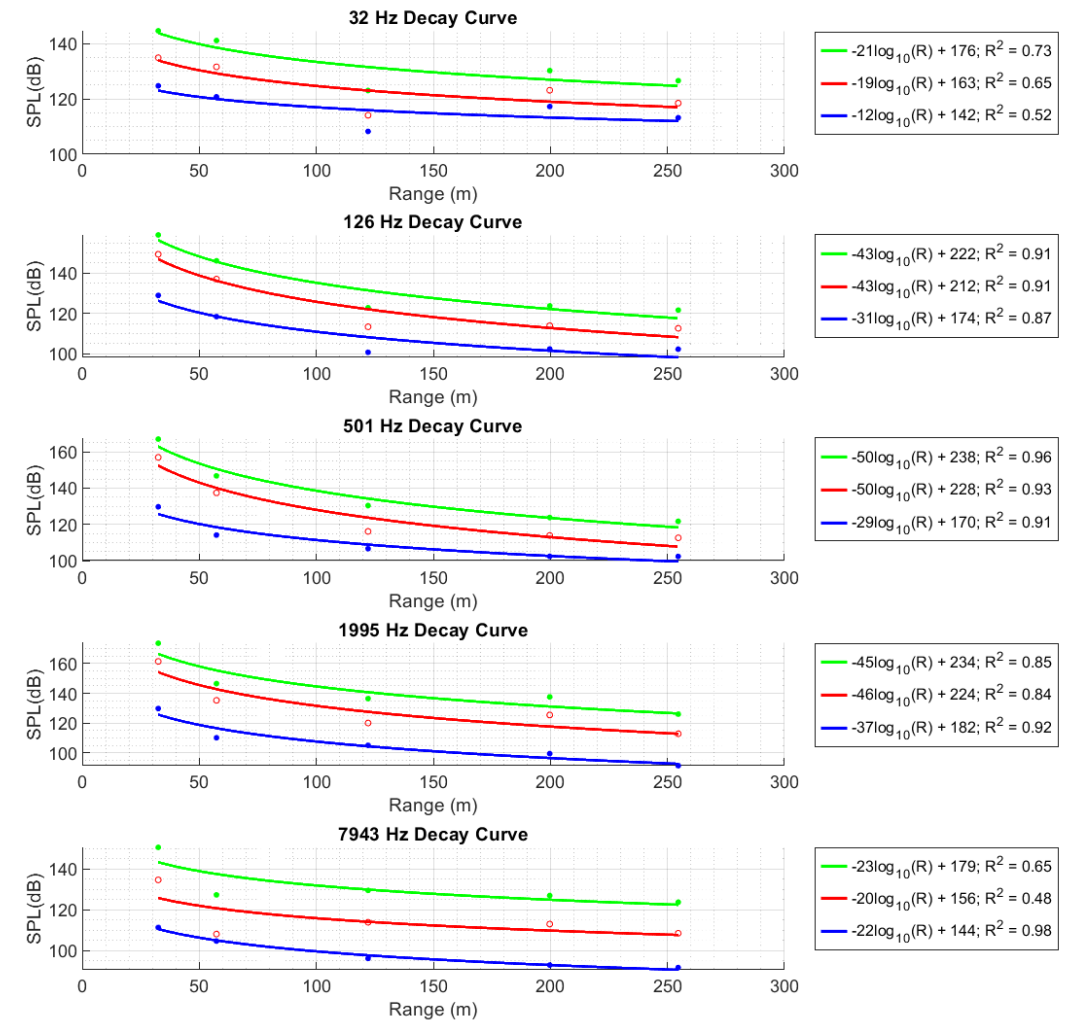 32 Hz Decay Curve
140
120
100
SPL(dB)
0 50 100 150 200 250 300
Range (m)
-21log10(R) + 176; R2 = 0.73
-19log10(R) + 163; R2 = 0.65
-12log10(R) + 142; R2 = 0.52
126 Hz Decay Curve
140
120
100
SPL(dB)
0 50 100 150 200 250 300
Range (m)
-43log10(R) + 222; R2 = 0.91
-43log10(R) + 212; R2 = 0.91
-31log10(R) + 174; R2 = 0.87
501 Hz Decay Curve
160
140
120
100
SPL(dB)
0 50 100 150 200 250 300
Range (m)
-50log10(R) + 238; R2 = 0.96
-50log10(R) + 228; R2 = 0.93
-29log10(R) + 170; R2 = 0.91
1995 Hz Decay Curve
160
140
120
100
SPL(dB)
0 50 100 150 200 250 300
Range (m)
-45log10(R) + 234; R2 = 0.85
-46log10(R) + 224; R2 = 0.84
-37log10(R) + 182; R2 = 0.92
7943 Hz Decay Curve
140
120
100
SPL(dB)
0 50 100 150 200 250 300
Range (m)
-23log10(R) + 179; R2 = 0.65
-20log10(R) + 156; R2 = 0.48
-22log10(R) + 144; R2 = 0.98